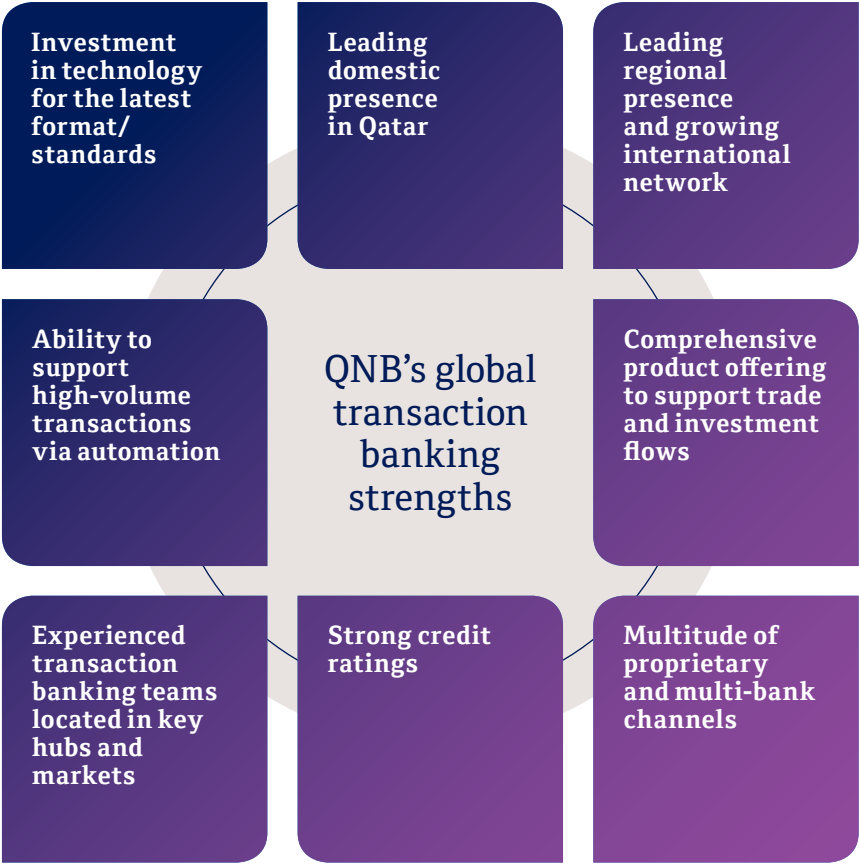 Investment
in technology
for the latest
format/
standards
Leading
domestic
presence
in Qatar
Leading
regional
presence
and growing
international
network
Ability to
support
high-volume
transactions
via automation
QNB’s global
transaction
banking
strengths
Comprehensive
product offering
to support trade
and investment
flows
Experienced
transaction
banking teams
located in key
hubs and
markets
Strong credit
ratings
Multitude of
proprietary
and multi-bank
channels